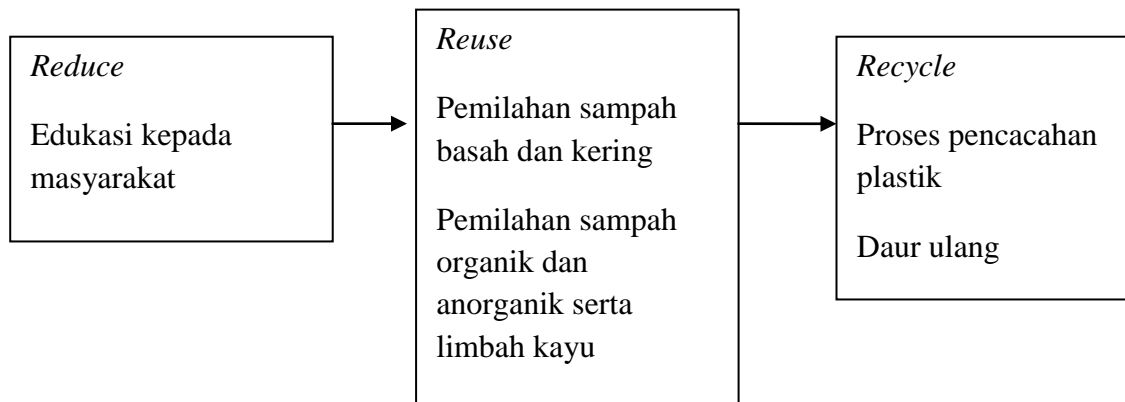 Reduce
Edukasi kepada
masyarakat
Reuse
Pemilahan sampah
basah dan kering
Pemilahan sampah
organik dan
anorganik serta
limbah kayu
Recycle
Proses pencacahan
plastik
Daur ulang